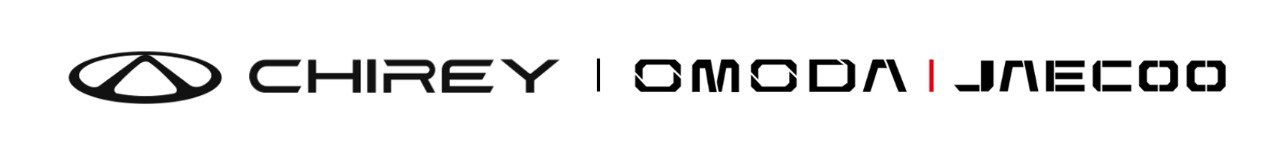 CHIREY | OMODA | JAECOO